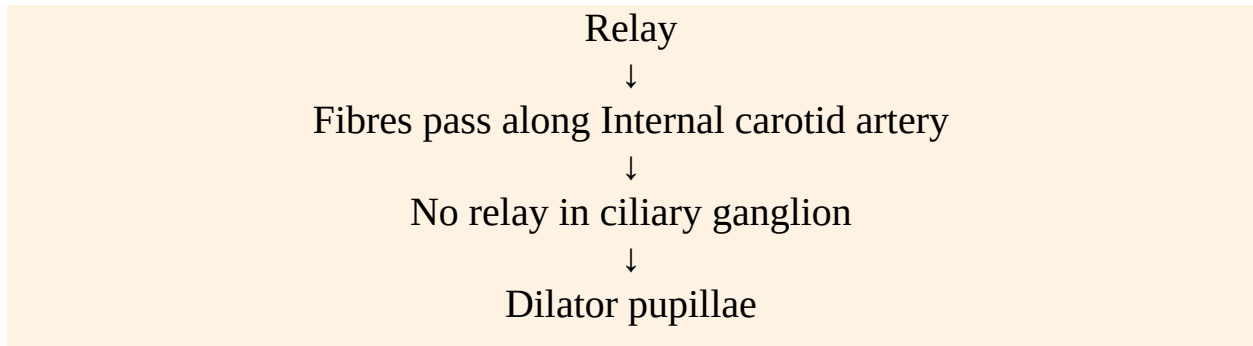 Relay
↓
Fibres pass along Internal carotid artery
↓
No relay in ciliary ganglion
↓
Dilator pupillae